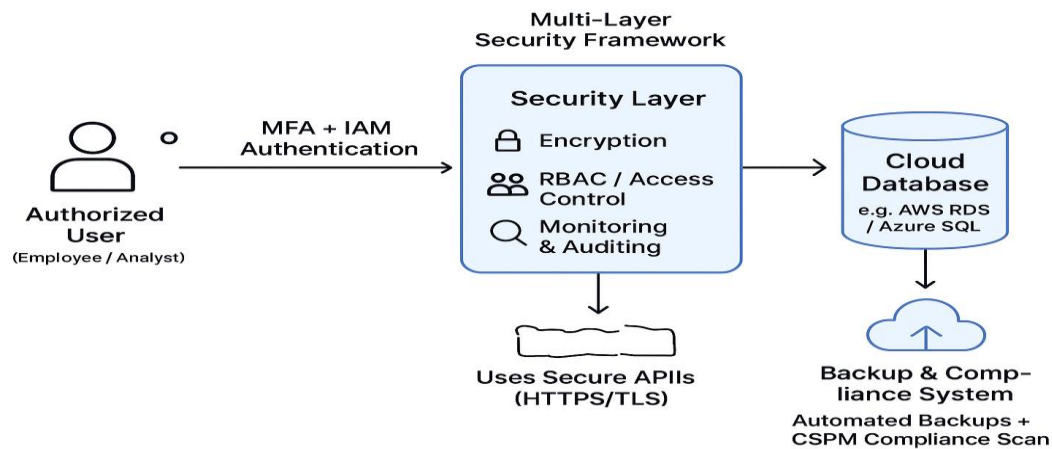 Multi-Layer
Security Framework
Security Layer
Encryption
RBAC / Access
Control
Monitoring
& Auditing
MFA + IAM
Authentication
Authorized
User
(Employee / Analyst)
Cloud
Database
e.g. AWS RDS
/ Azure SQL
Uses Secure APIIs
(HTTPS/TLS)
Backup & Comp-
liance System
Automated Backups +
CSPM Compliance Scan